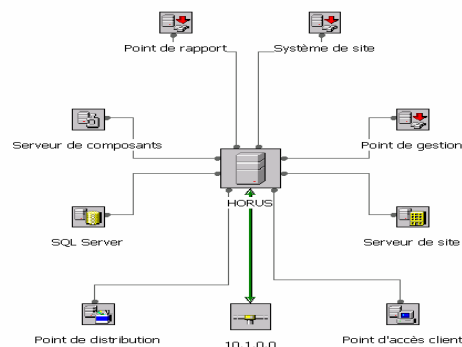 Point de rapport
Système de site
Serveur de composants
Point de gestion
HORUS
SQL Server
Serveur de site
Point de distribution
10.1.0.0
Point d'accès client